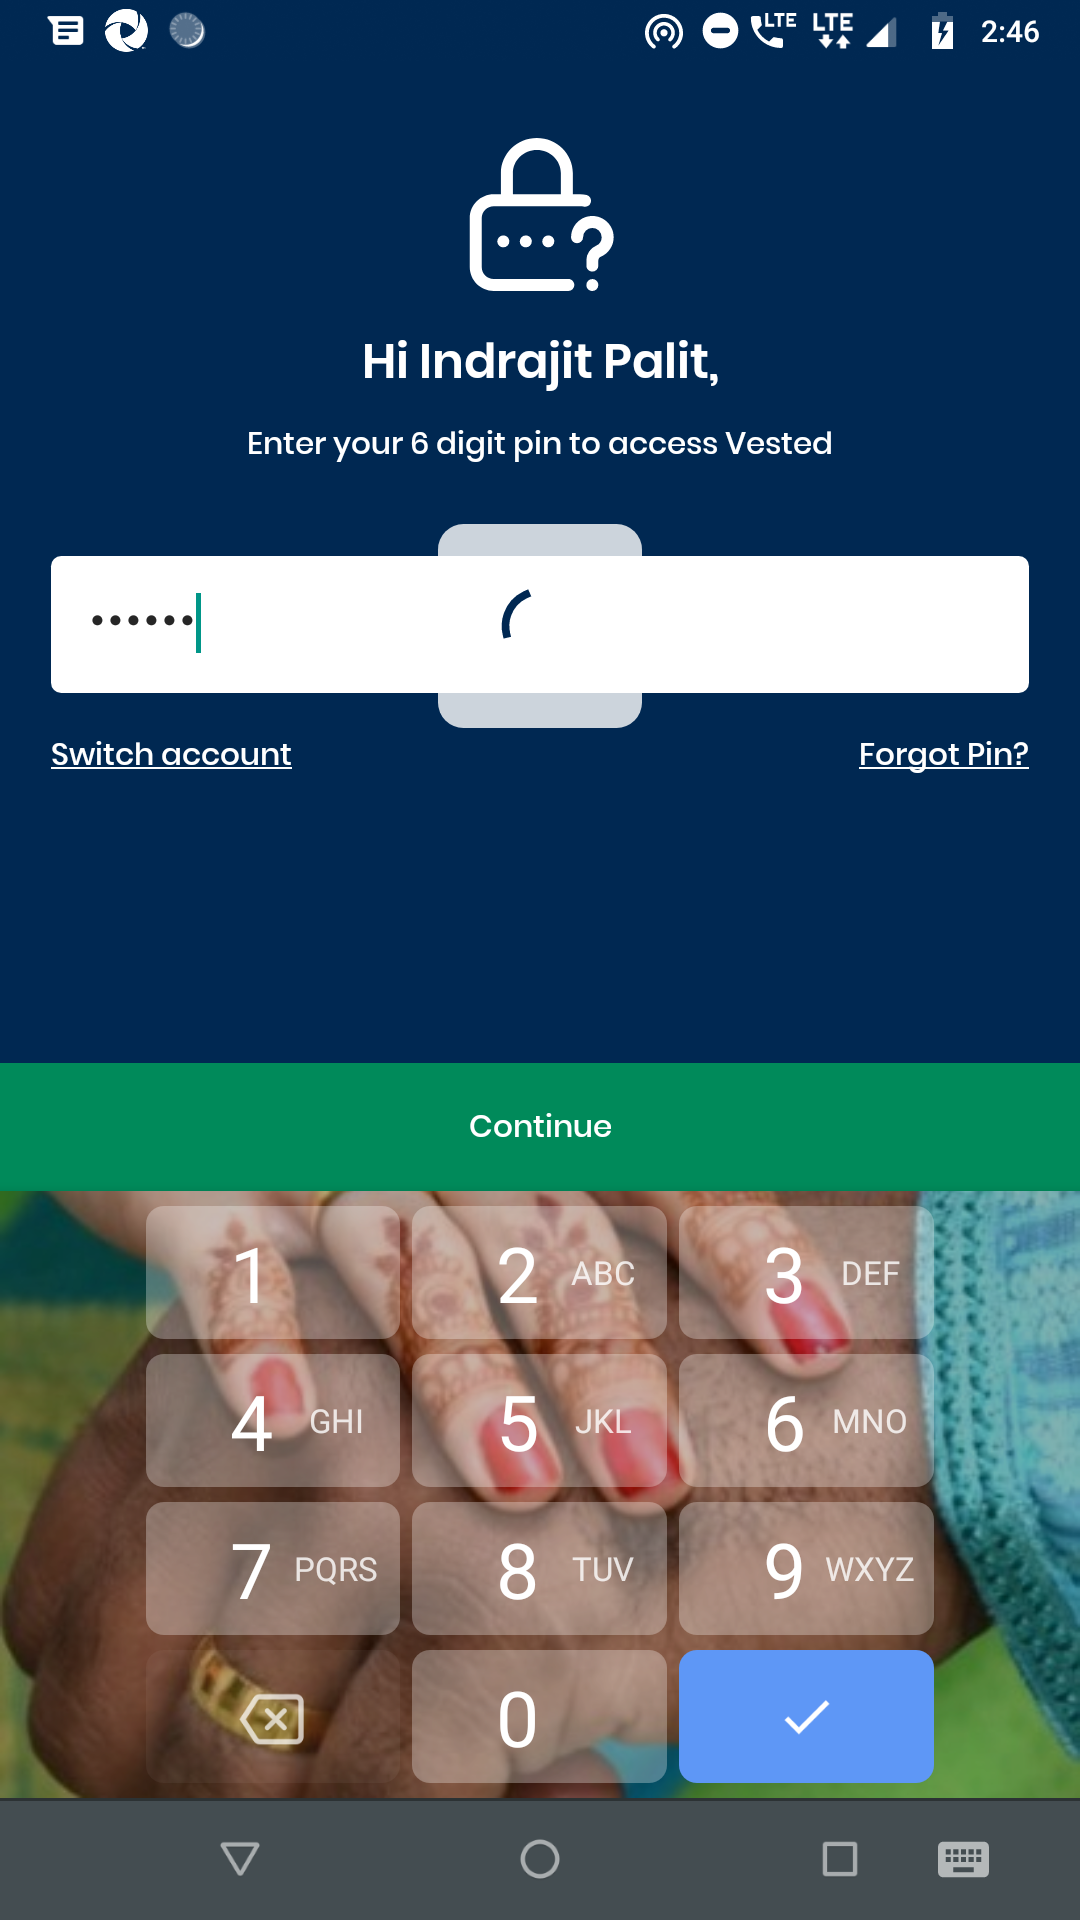 LTE LTE 2:46
Hi Indrajit Palit,
Enter your 6 digit pin to access Vested
••••••
Switch account Forgot Pin?
Continue
1 2 ABC 3 DEF
4 GHI 5 JKL 6 MNO
7 PQRS 8 TUV 9 WXYZ
0